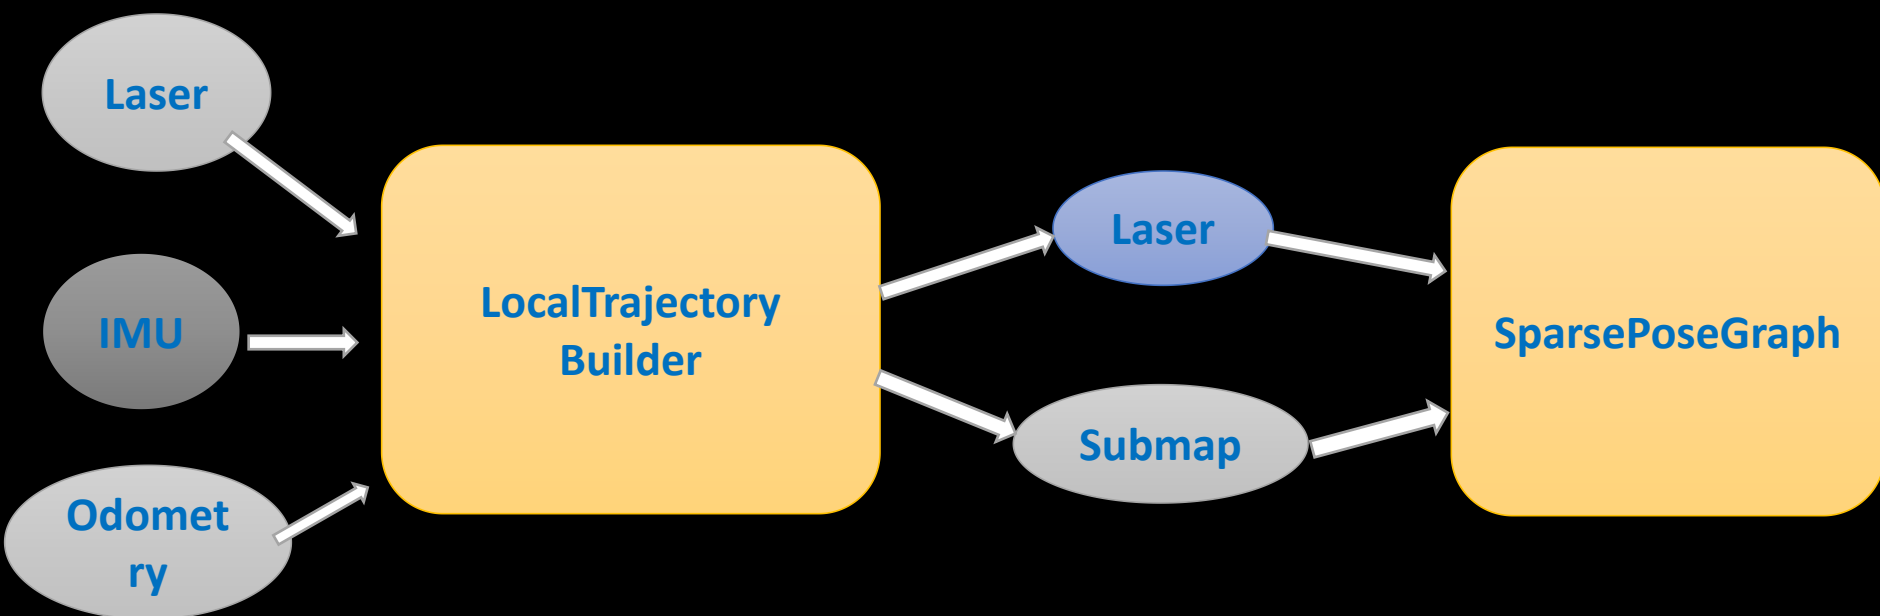 Laser
IMU
Odomet
ry
LocalTrajectory
Builder
Laser
Submap
SparsePoseGraph